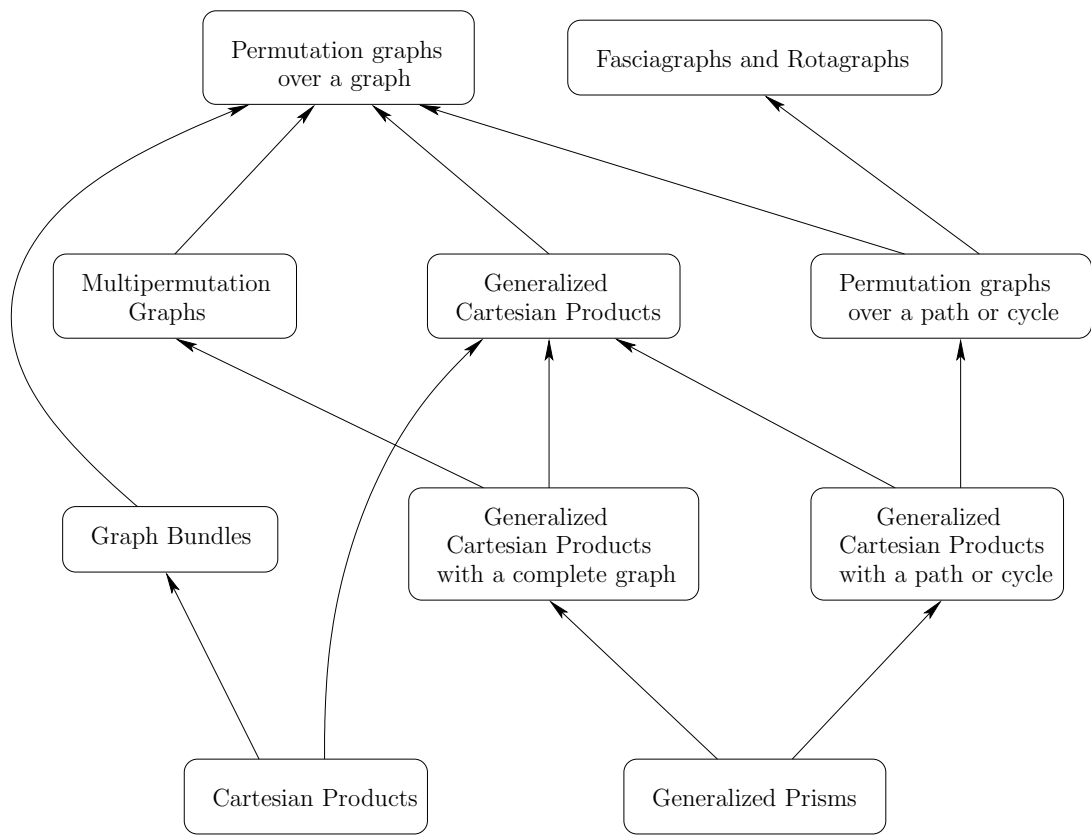 Permutation graphs
over a graph
Fasciagraphs and Rotagraphs
Multipermutation
Graphs
Generalized
Cartesian Products
Permutation graphs
over a path or cycle
Graph Bundles
Generalized
Cartesian Products
with a complete graph
Generalized
Cartesian Products
with a path or cycle
Cartesian Products
Generalized Prisms